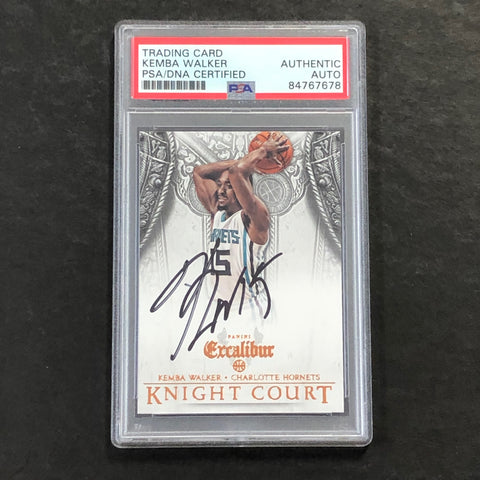 TRADING CARD
KEMBA WALKER
PSA/DNA CERTIFIED
AUTHENTIC
AUTO
84767678
PSA
15
PANINI
Excalibur
KEMBA WALKER • CHARLOTTE HORNETS
KNIGHT COURT